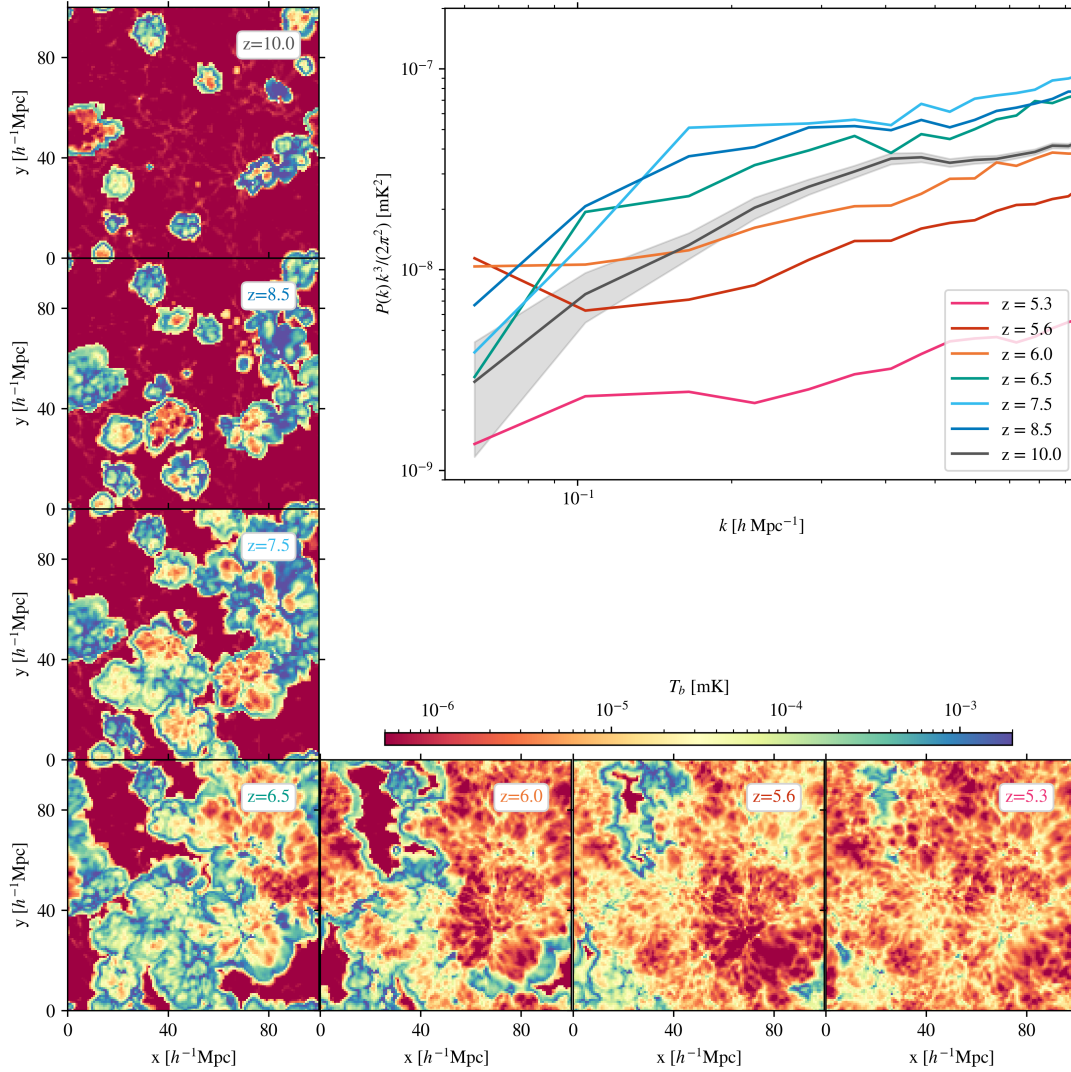 z=10.0
80
40
0
y [h⁻¹Mpc]
z=8.5
80
40
0
y [h⁻¹Mpc]
z=7.5
80
40
0
y [h⁻¹Mpc]
10⁻⁷
10⁻⁸
10⁻⁹
P(k) k³/(2π²) [mK²]
10⁻¹
k [h Mpc⁻¹]
z = 5.3
z = 5.6
z = 6.0
z = 6.5
z = 7.5
z = 8.5
z = 10.0
T_b [mK]
10⁻⁶ 10⁻⁵ 10⁻⁴ 10⁻³
z=6.5 z=6.0 z=5.6 z=5.3
80
40
0
y [h⁻¹Mpc]
0 40 80 0 40 80 0 40 80 0 40 80
x [h⁻¹Mpc] x [h⁻¹Mpc] x [h⁻¹Mpc] x [h⁻¹Mpc]